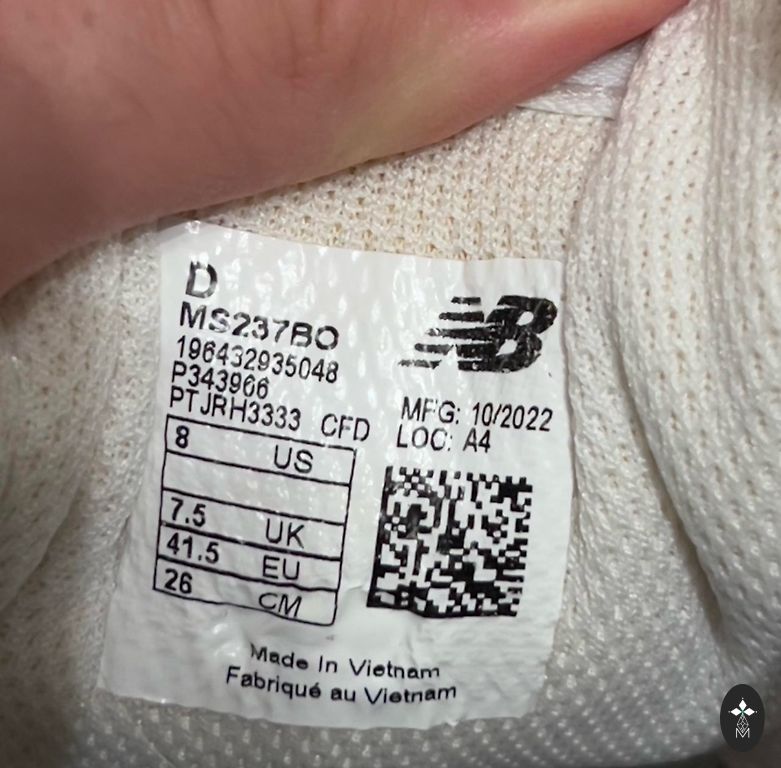 D
MS237BO
196432935048
P343966
PTJRH3333 CFD
NB
MFG: 10/2022
LOC: A4
8 US
7.5 UK
41.5 EU
26 CM
Made In Vietnam
Fabriqué au Vietnam
M